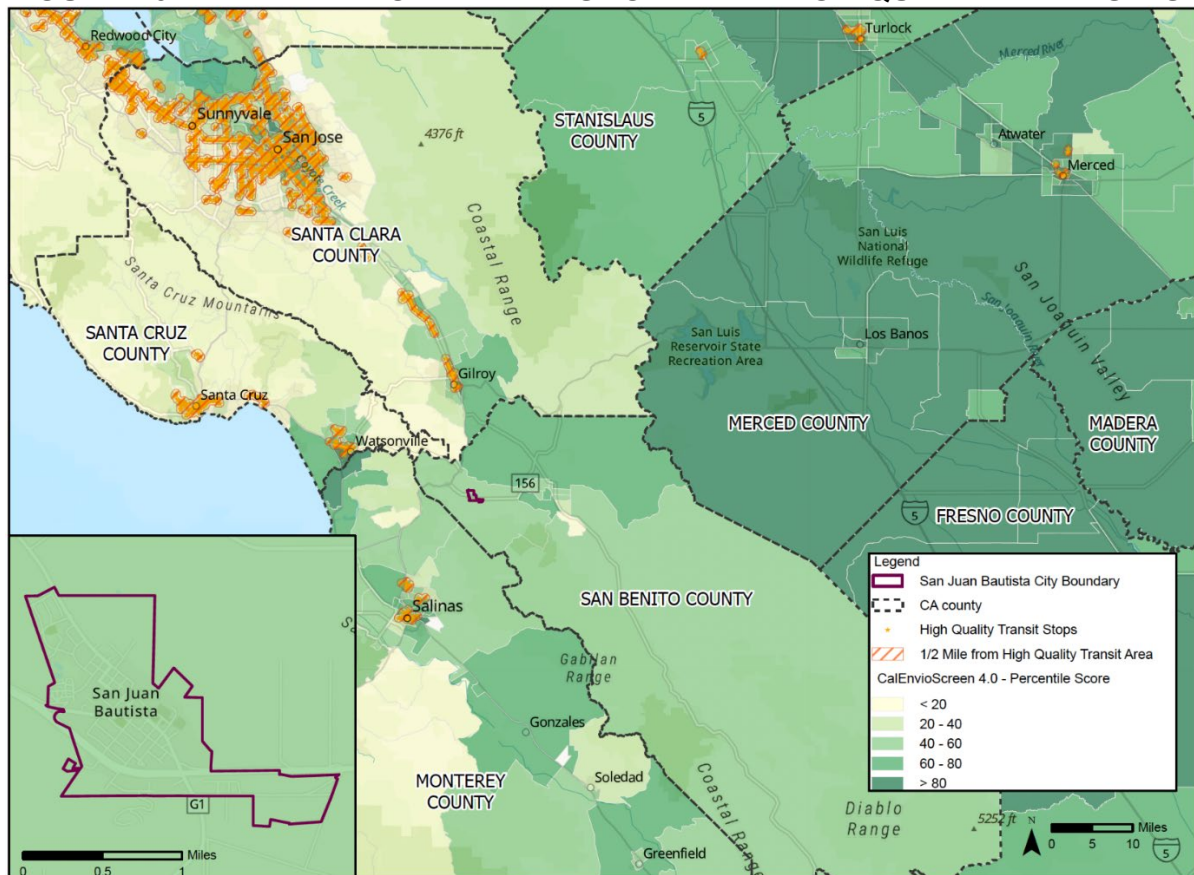 Redwood City
Sunnyvale
San Jose
Coyote Creek
4376 ft
SANTA CLARA
COUNTY
Coastal Range
Santa Cruz Mountains
SANTA CRUZ
COUNTY
Santa Cruz
Gilroy
Watsonville
STANISLAUS
COUNTY
5
Turlock
Merced River
Atwater
Merced
San Luis
National
Wildlife Refuge
San Joaquin Valley
San Luis
Reservoir State
Recreation Area
Los Banos
MERCED COUNTY
MADERA
COUNTY
156
5
FRESNO COUNTY
SAN BENITO COUNTY
Salinas
Gabilan
Range
Gonzales
Soledad
MONTEREY
COUNTY
Greenfield
Coastal Range
Diablo
Range
5252 ft
San Juan
Bautista
G1
0 0.5 1 Miles
Legend
San Juan Bautista City Boundary
CA county
High Quality Transit Stops
1/2 Mile from High Quality Transit Area
CalEnvioScreen 4.0 - Percentile Score
< 20
20 - 40
40 - 60
60 - 80
> 80
N
0 5 10 Miles